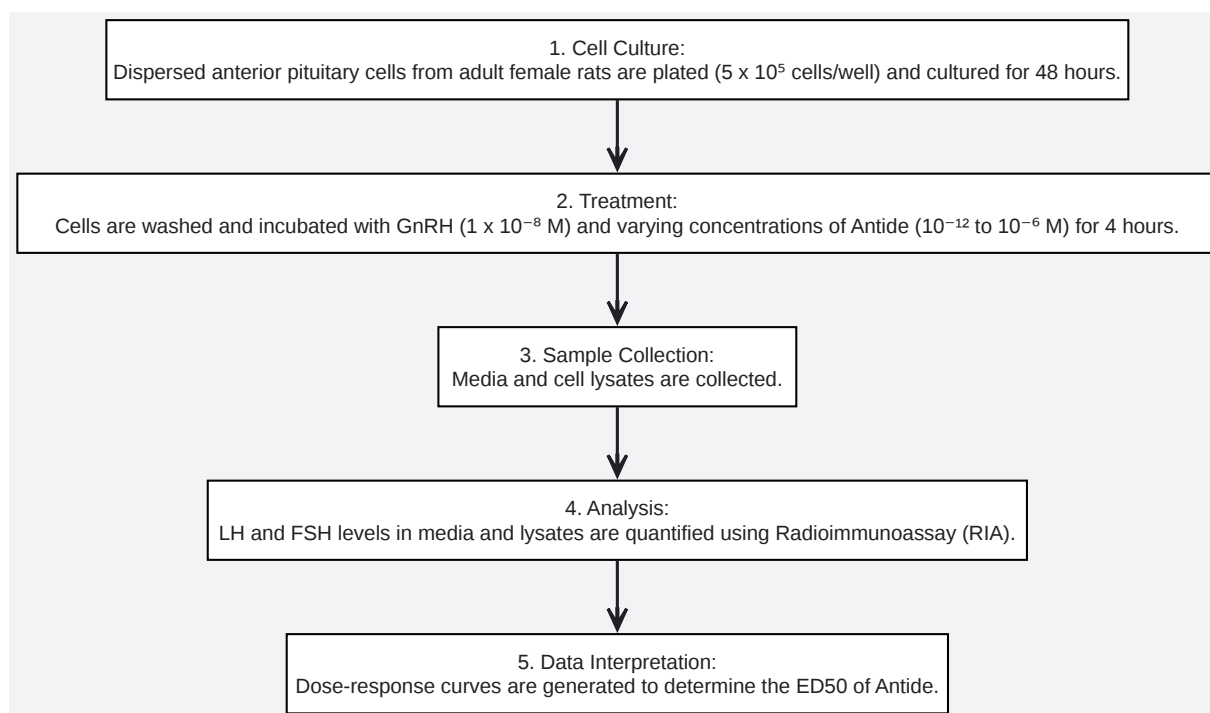 1. Cell Culture:
Dispersed anterior pituitary cells from adult female rats are plated (5 x 10⁵ cells/well) and cultured for 48 hours.
2. Treatment:
Cells are washed and incubated with GnRH (1 x 10⁻⁸ M) and varying concentrations of Antide (10⁻¹² to 10⁻⁶ M) for 4 hours.
3. Sample Collection:
Media and cell lysates are collected.
4. Analysis:
LH and FSH levels in media and lysates are quantified using Radioimmunoassay (RIA).
5. Data Interpretation:
Dose-response curves are generated to determine the ED50 of Antide.